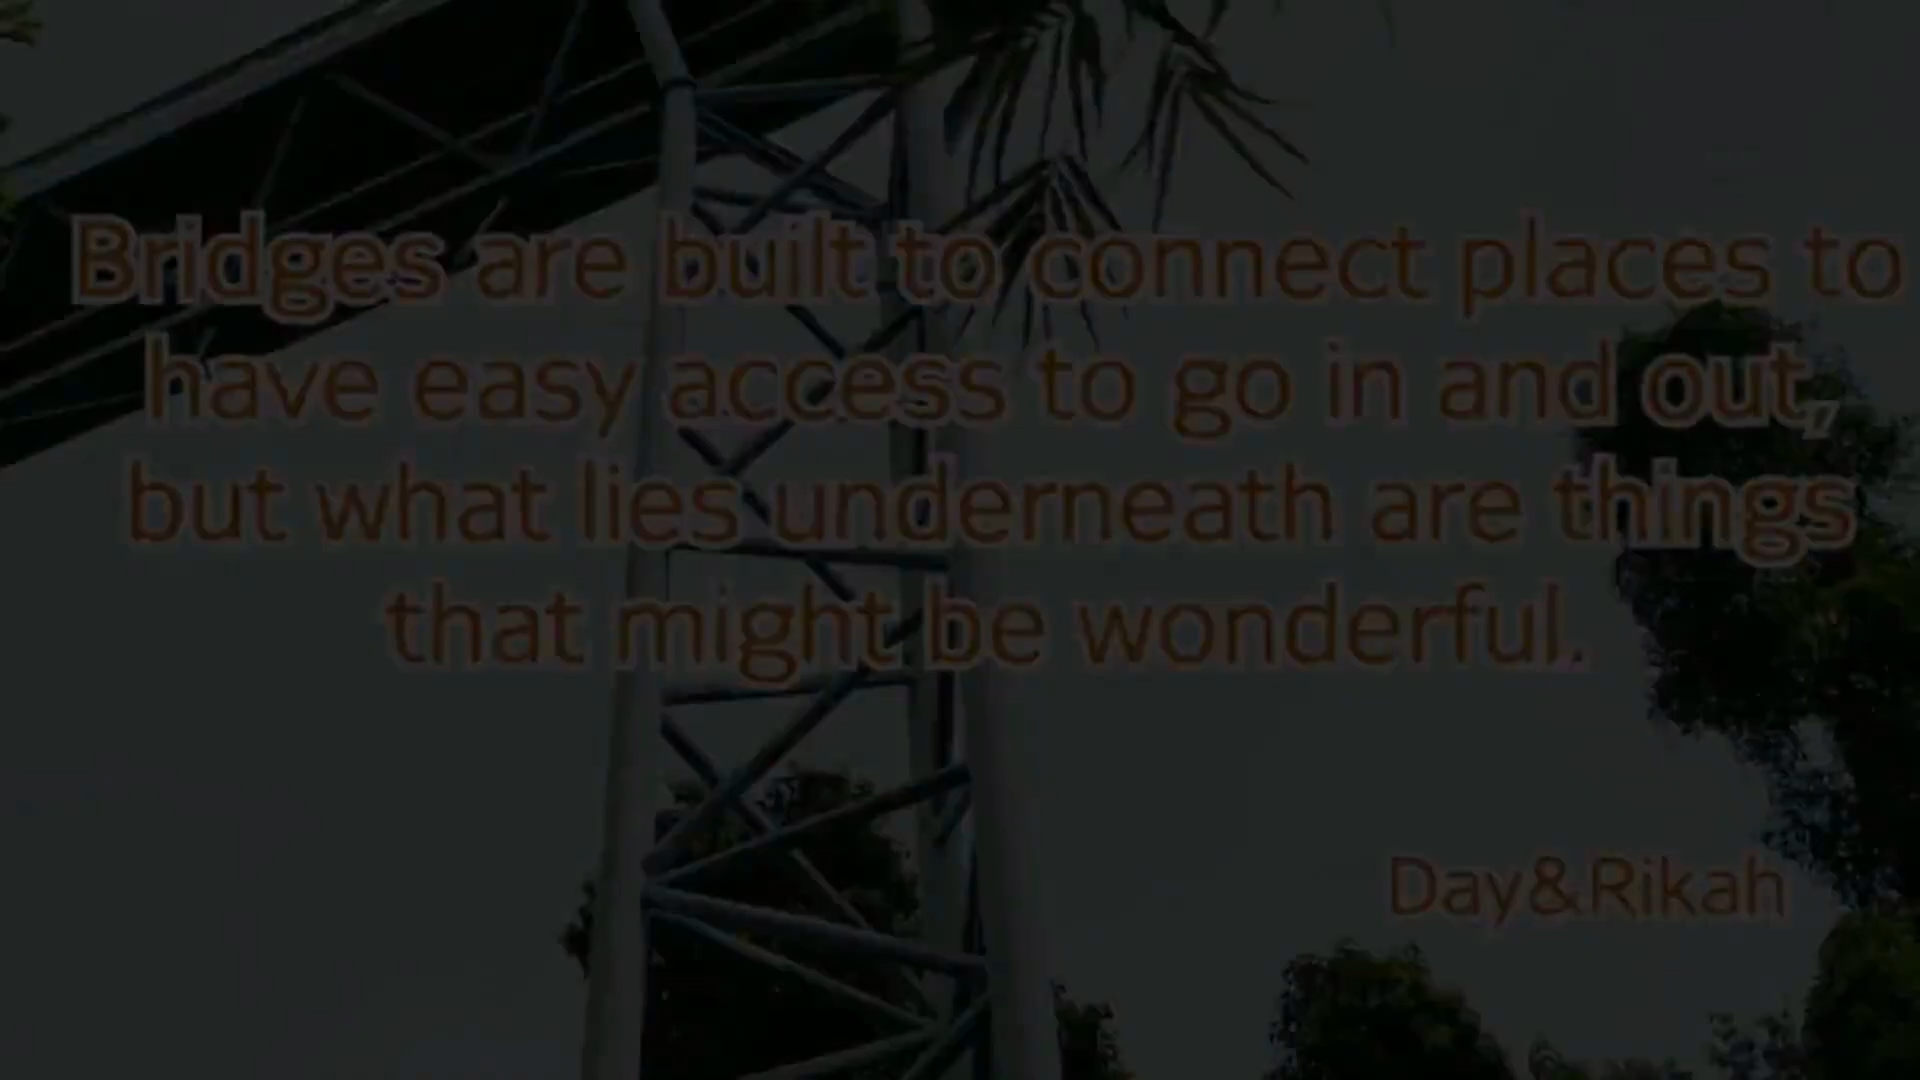 Bridges are built to connect places to
have easy access to go in and out,
but what lies underneath are things
that might be wonderful.
Day&Rikah